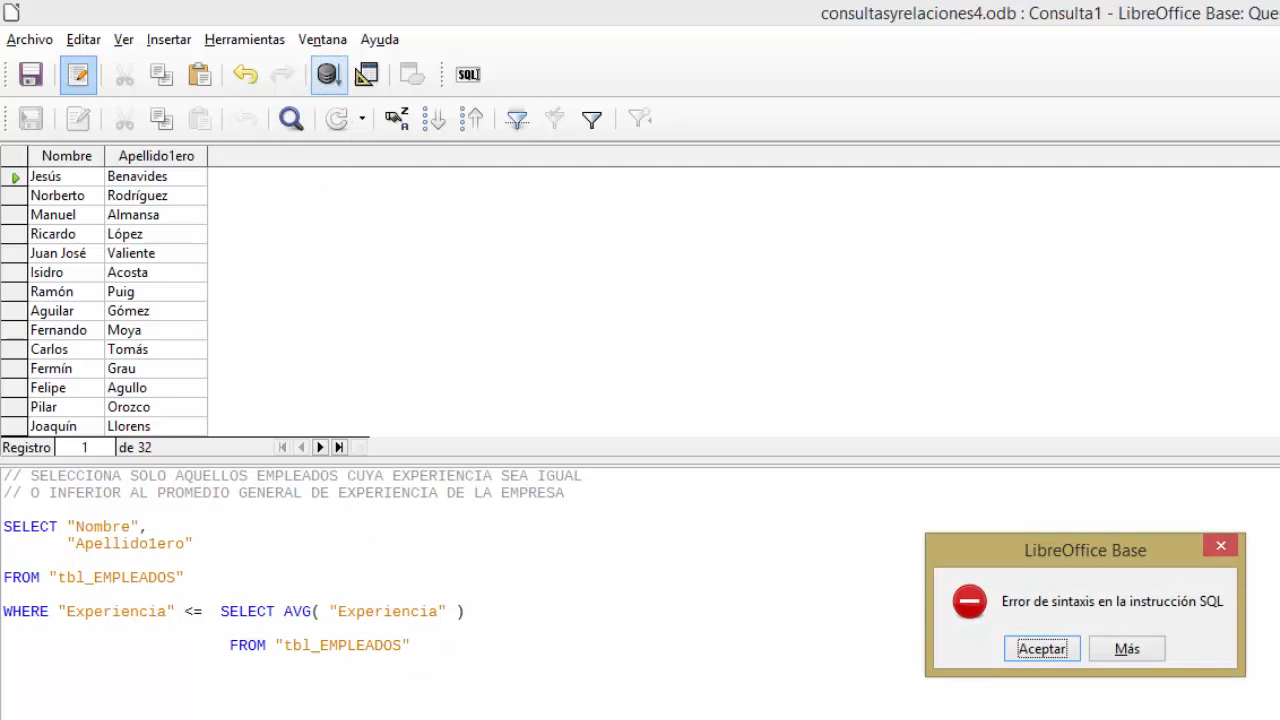 consultasyrelaciones4.odb : Consulta1 - LibreOffice Base: Que
Archivo Editar Ver Insertar Herramientas Ventana Ayuda
SQL
Z
A
Nombre Apellido1ero
Jesús Benavides
Norberto Rodríguez
Manuel Almansa
Ricardo López
Juan José Valiente
Isidro Acosta
Ramón Puig
Aguilar Gómez
Fernando Moya
Carlos Tomás
Fermín Grau
Felipe Agullo
Pilar Orozco
Joaquín Llorens
Registro 1 de 32
// SELECCIONA SOLO AQUELLOS EMPLEADOS CUYA EXPERIENCIA SEA IGUAL
// O INFERIOR AL PROMEDIO GENERAL DE EXPERIENCIA DE LA EMPRESA
SELECT "Nombre",
"Apellido1ero"
FROM "tbl_EMPLEADOS"
WHERE "Experiencia" <= SELECT AVG( "Experiencia" )
FROM "tbl_EMPLEADOS"
LibreOffice Base
Error de sintaxis en la instrucción SQL
Aceptar Más